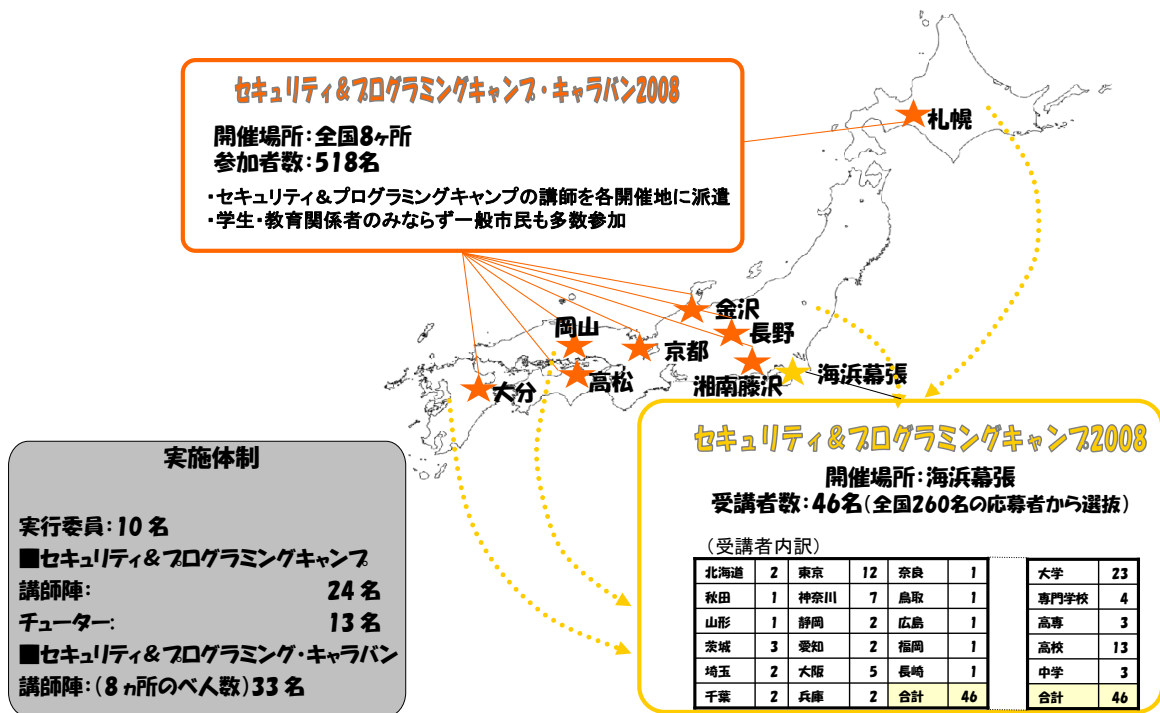 セキュリティ&プログラミングキャンプ・キャラバン2008
開催場所:全国8ヶ所
参加者数:518名
・セキュリティ&プログラミングキャンプの講師を各開催地に派遣
・学生・教育関係者のみならず一般市民も多数参加
札幌
金沢
長野
岡山
京都
湘南藤沢
海浜幕張
高松
大分
実施体制
実行委員:10名
■セキュリティ&プログラミングキャンプ
講師陣: 24名
チューター: 13名
■セキュリティ&プログラミング・キャラバン
講師陣:(8ヵ所のべ人数)33名
セキュリティ&プログラミングキャンプ2008
開催場所:海浜幕張
受講者数:46名(全国260名の応募者から選抜)
(受講者内訳)
北海道 2 東京 12 奈良 1 大学 23
秋田 1 神奈川 7 鳥取 1 専門学校 4
山形 1 静岡 2 広島 1 高専 3
茨城 3 愛知 2 福岡 1 高校 13
埼玉 2 大阪 5 長崎 1 中学 3
千葉 2 兵庫 2 合計 46 合計 46